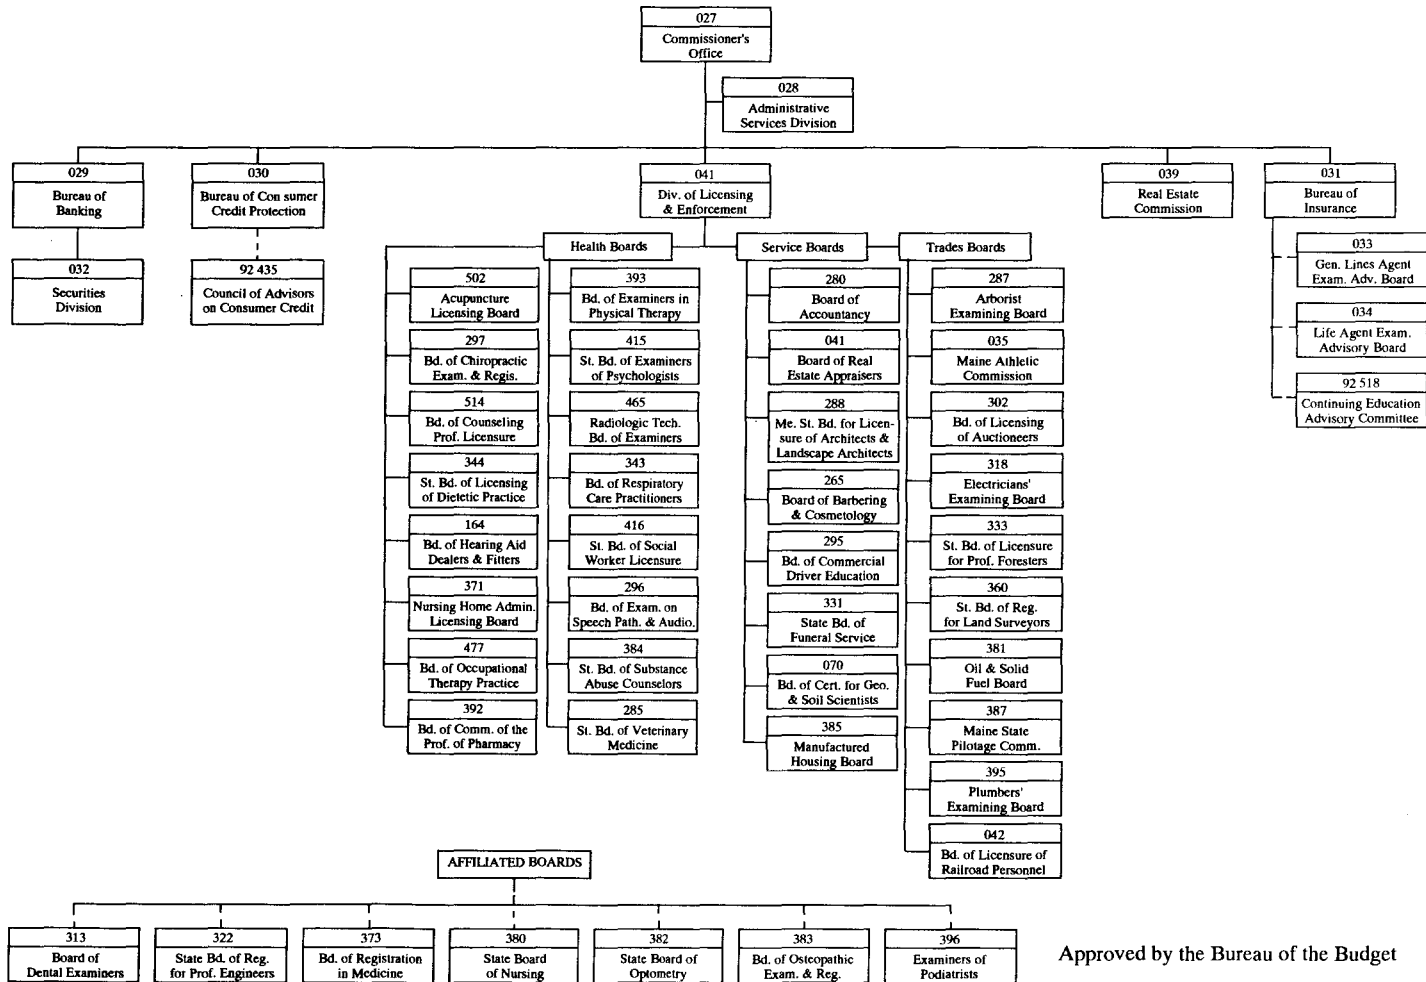 027
Commissioner's
Office
028
Administrative
Services Division
029
Bureau of
Banking
030
Bureau of Con sumer
Credit Protection
041
Div. of Licensing
& Enforcement
039
Real Estate
Commission
031
Bureau of
Insurance
032
Securities
Division
92 435
Council of Advisors
on Consumer Credit
033
Gen. Lines Agent
Exam. Adv. Board
034
Life Agent Exam.
Advisory Board
92 518
Continuing Education
Advisory Committee
Health Boards
502
Acupuncture
Licensing Board
297
Bd. of Chiropractic
Exam. & Regis.
514
Bd. of Counseling
Prof. Licensure
344
St. Bd. of Licensing
of Dietetic Practice
164
Bd. of Hearing Aid
Dealers & Fitters
371
Nursing Home Admin.
Licensing Board
477
Bd. of Occupational
Therapy Practice
392
Bd. of Comm. of the
Prof. of Pharmacy
393
Bd. of Examiners in
Physical Therapy
415
St. Bd. of Examiners
of Psychologists
465
Radiologic Tech.
Bd. of Examiners
343
Bd. of Respiratory
Care Practitioners
416
St. Bd. of Social
Worker Licensure
296
Bd. of Exam. on
Speech Path. & Audio.
384
St. Bd. of Substance
Abuse Counselors
285
St. Bd. of Veterinary
Medicine
Service Boards
280
Board of
Accountancy
041
Board of Real
Estate Appraisers
288
Me. St. Bd. for Licen-
sure of Architects &
Landscape Architects
265
Board of Barbering
& Cosmetology
295
Bd. of Commercial
Driver Education
331
State Bd. of
Funeral Service
070
Bd. of Cert. for Geo.
& Soil Scientists
385
Manufactured
Housing Board
Trades Boards
287
Arborist
Examining Board
035
Maine Athletic
Commission
302
Bd. of Licensing
of Auctioneers
318
Electricians'
Examining Board
333
St. Bd. of Licensure
for Prof. Foresters
360
St. Bd. of Reg.
for Land Surveyors
381
Oil & Solid
Fuel Board
387
Maine State
Pilotage Comm.
395
Plumbers'
Examining Board
042
Bd. of Licensure of
Railroad Personnel
AFFILIATED BOARDS
313
Board of
Dental Examiners
322
State Bd. of Reg.
for Prof. Engineers
373
Bd. of Registration
in Medicine
380
State Board
of Nursing
382
State Board of
Optometry
383
Bd. of Osteopathic
Exam. & Reg.
396
Examiners of
Podiatrists
Approved by the Bureau of the Budget